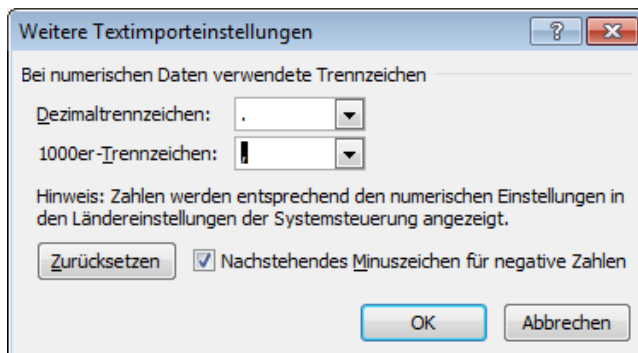 Weitere Textimporteinstellungen
Bei numerischen Daten verwendete Trennzeichen
Dezimaltrennzeichen: .
1000er-Trennzeichen: ,
Hinweis: Zahlen werden entsprechend den numerischen Einstellungen in
den Ländereinstellungen der Systemsteuerung angezeigt.
Zurücksetzen Nachstehendes Minuszeichen für negative Zahlen
OK Abbrechen